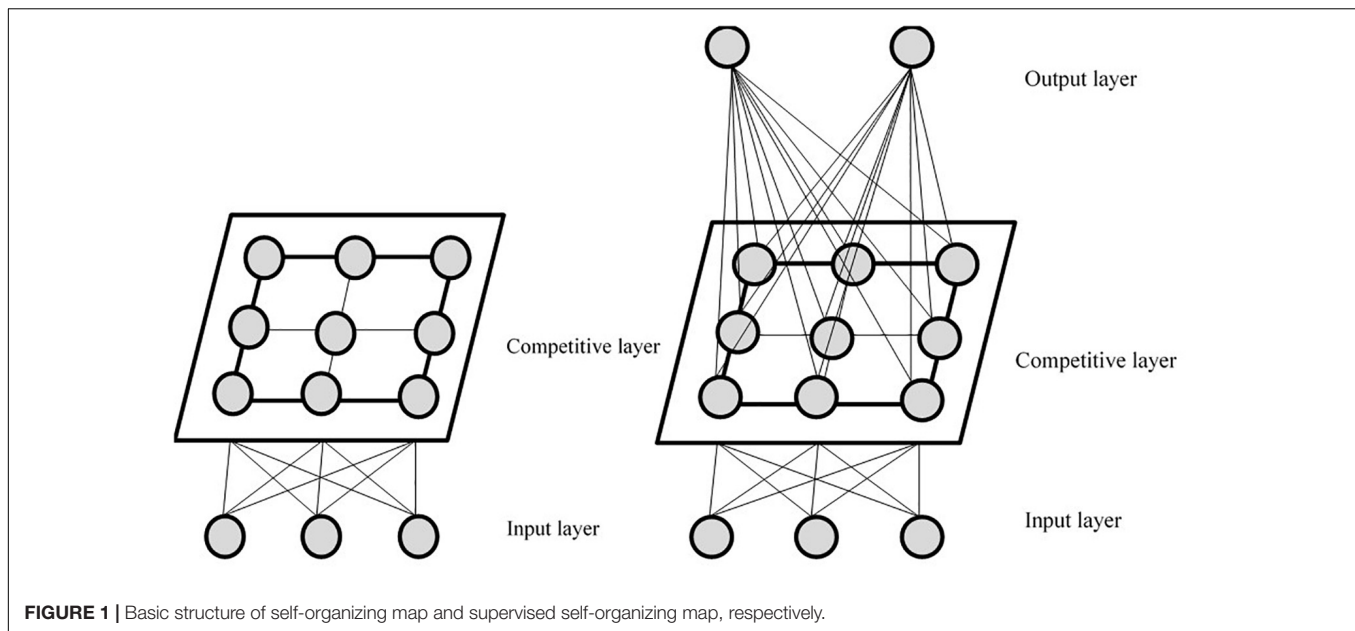 Output layer
Competitive layer
Competitive layer
Input layer
Input layer
FIGURE 1 | Basic structure of self-organizing map and supervised self-organizing map, respectively.